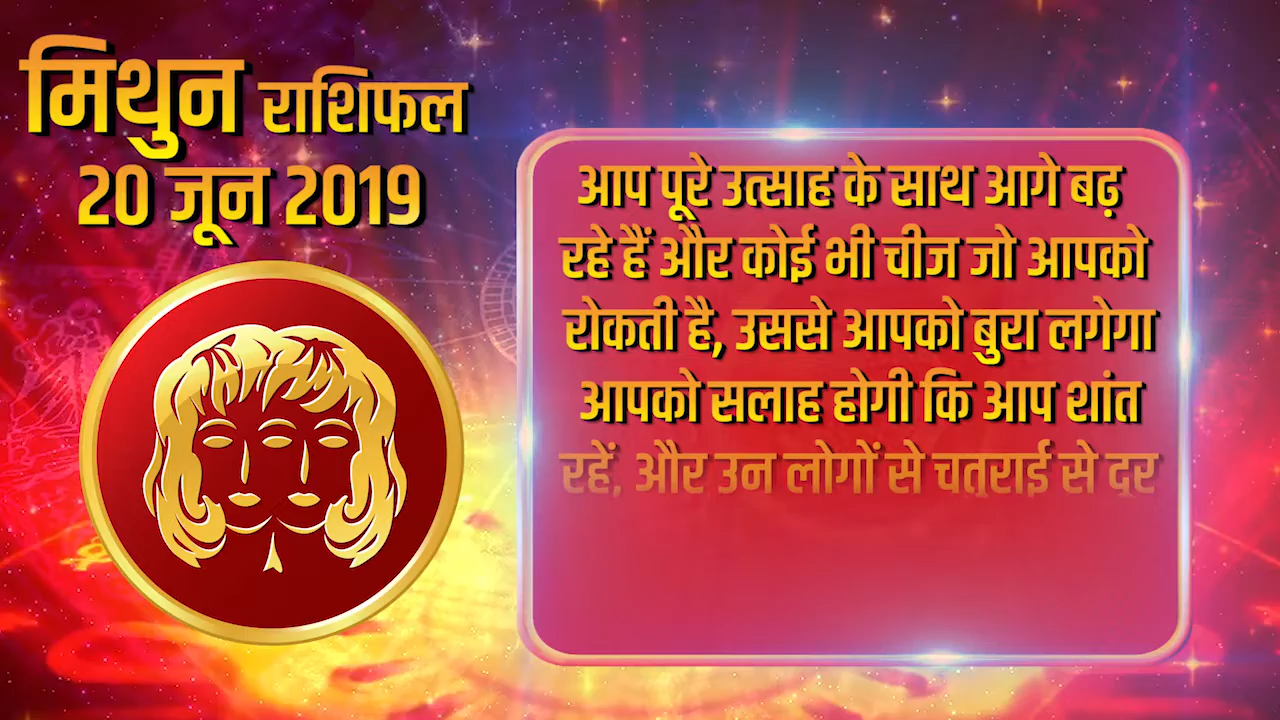 मिथुन राशिफल
20 जून 2019
आप पूरे उत्साह के साथ आगे बढ़
रहे हैं और कोई भी चीज जो आपको
रोकती है, उससे आपको बुरा लगेगा
आपको सलाह होगी कि आप शांत
रहें, और उन लोगों से चतुराई से दूर